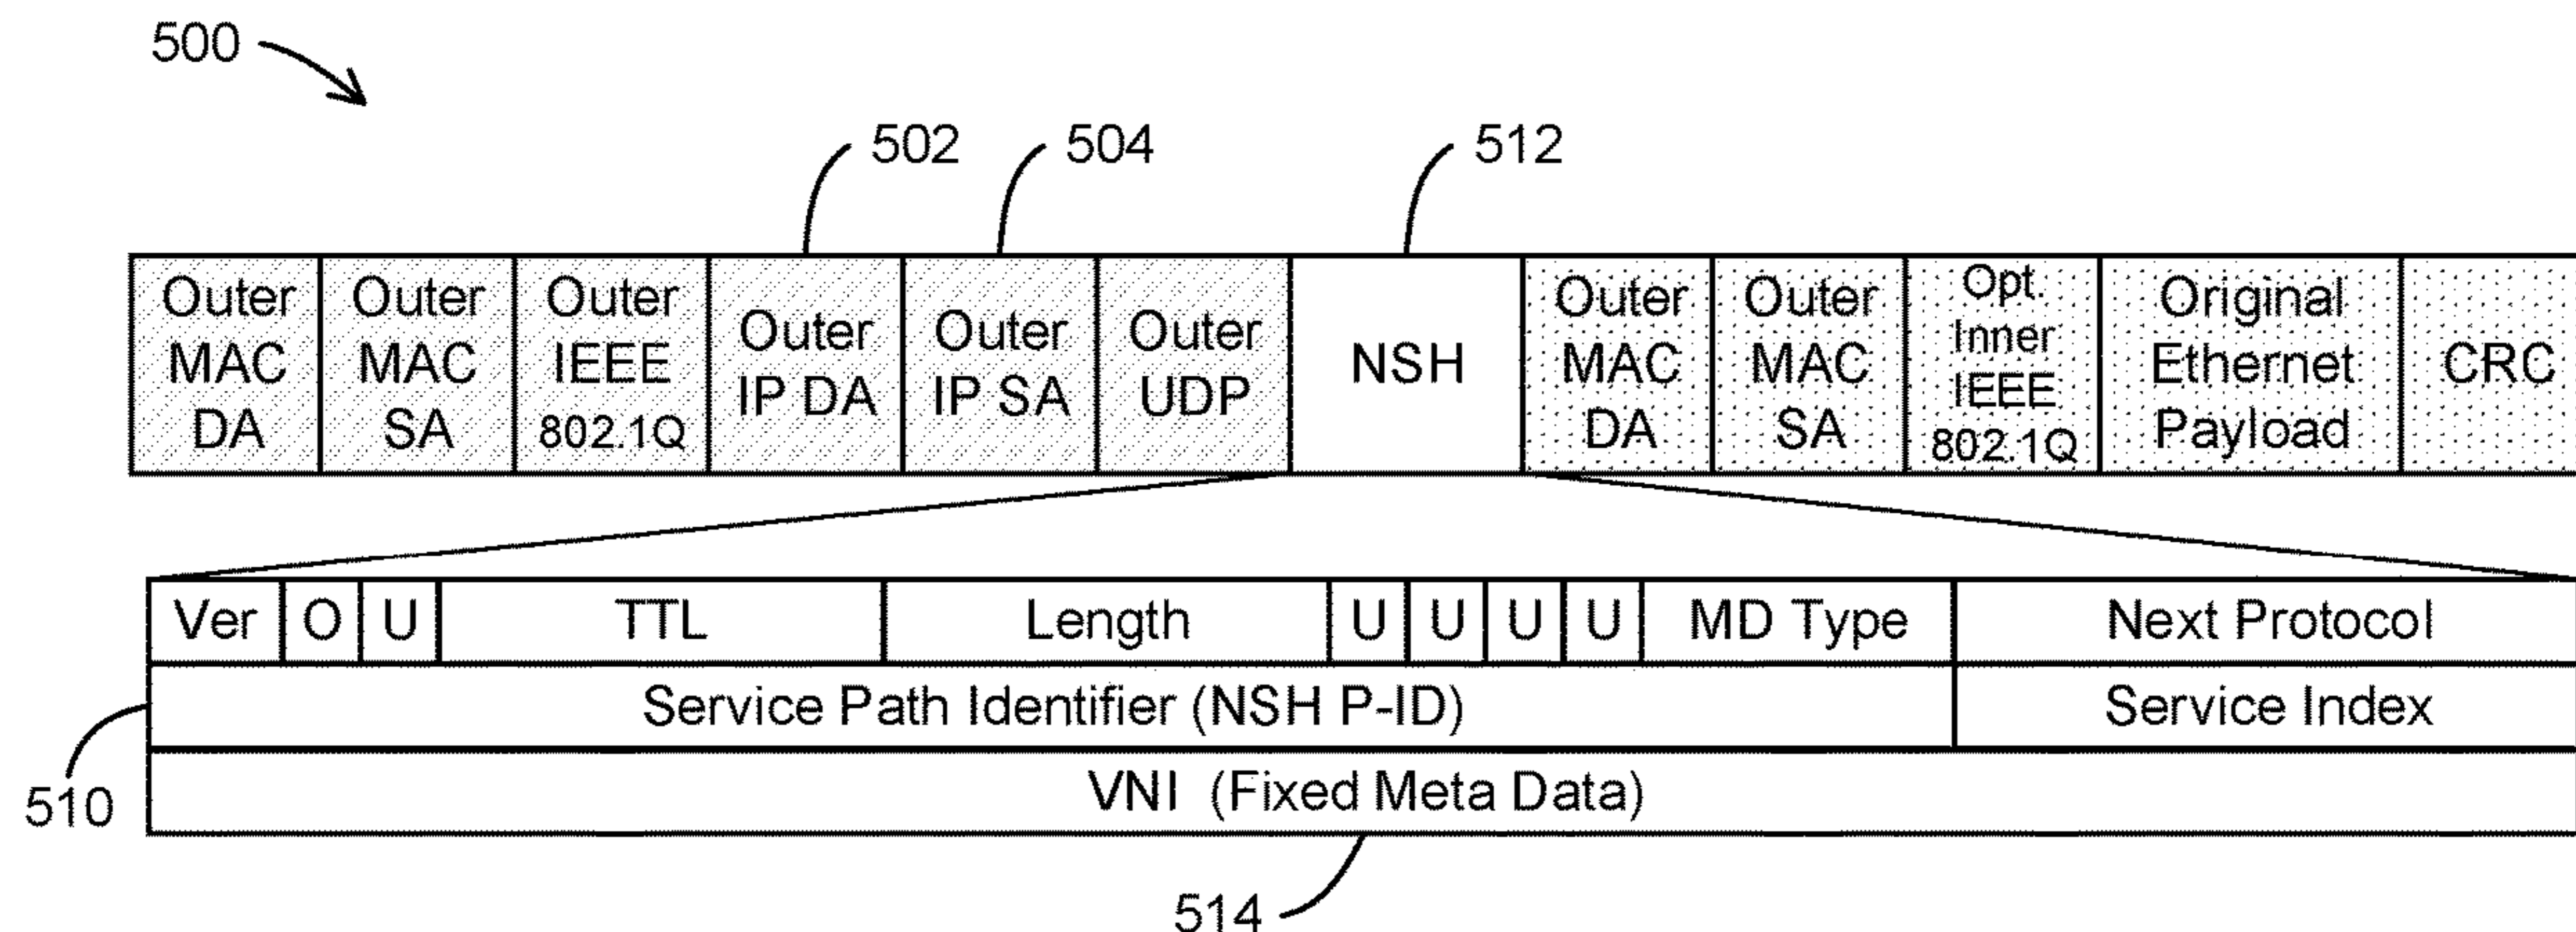 500
502
504
512
Outer
MAC
DA
Outer
MAC
SA
Outer
IEEE
802.1Q
Outer
IP DA
Outer
IP SA
Outer
UDP
NSH
Outer
MAC
DA
Outer
MAC
SA
Opt.
Inner
IEEE
802.1Q
Original
Ethernet
Payload
CRC
Ver
O
U
TTL
Length
U
U
U
U
MD Type
Next Protocol
Service Path Identifier (NSH P-ID)
Service Index
510
VNI (Fixed Meta Data)
514